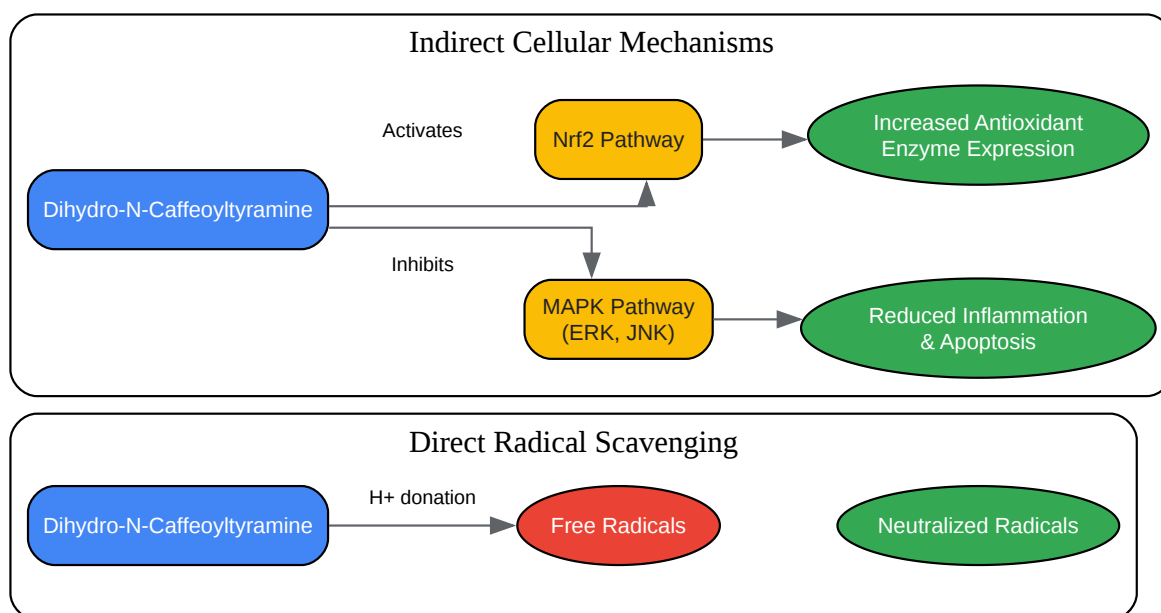 Indirect Cellular Mechanisms
Activates
Nrf2 Pathway
Increased Antioxidant
Enzyme Expression
Dihydro-N-Caffeoyltyramine
Inhibits
MAPK Pathway
(ERK, JNK)
Reduced Inflammation
& Apoptosis
Direct Radical Scavenging
Dihydro-N-Caffeoyltyramine
H+ donation
Free Radicals
Neutralized Radicals